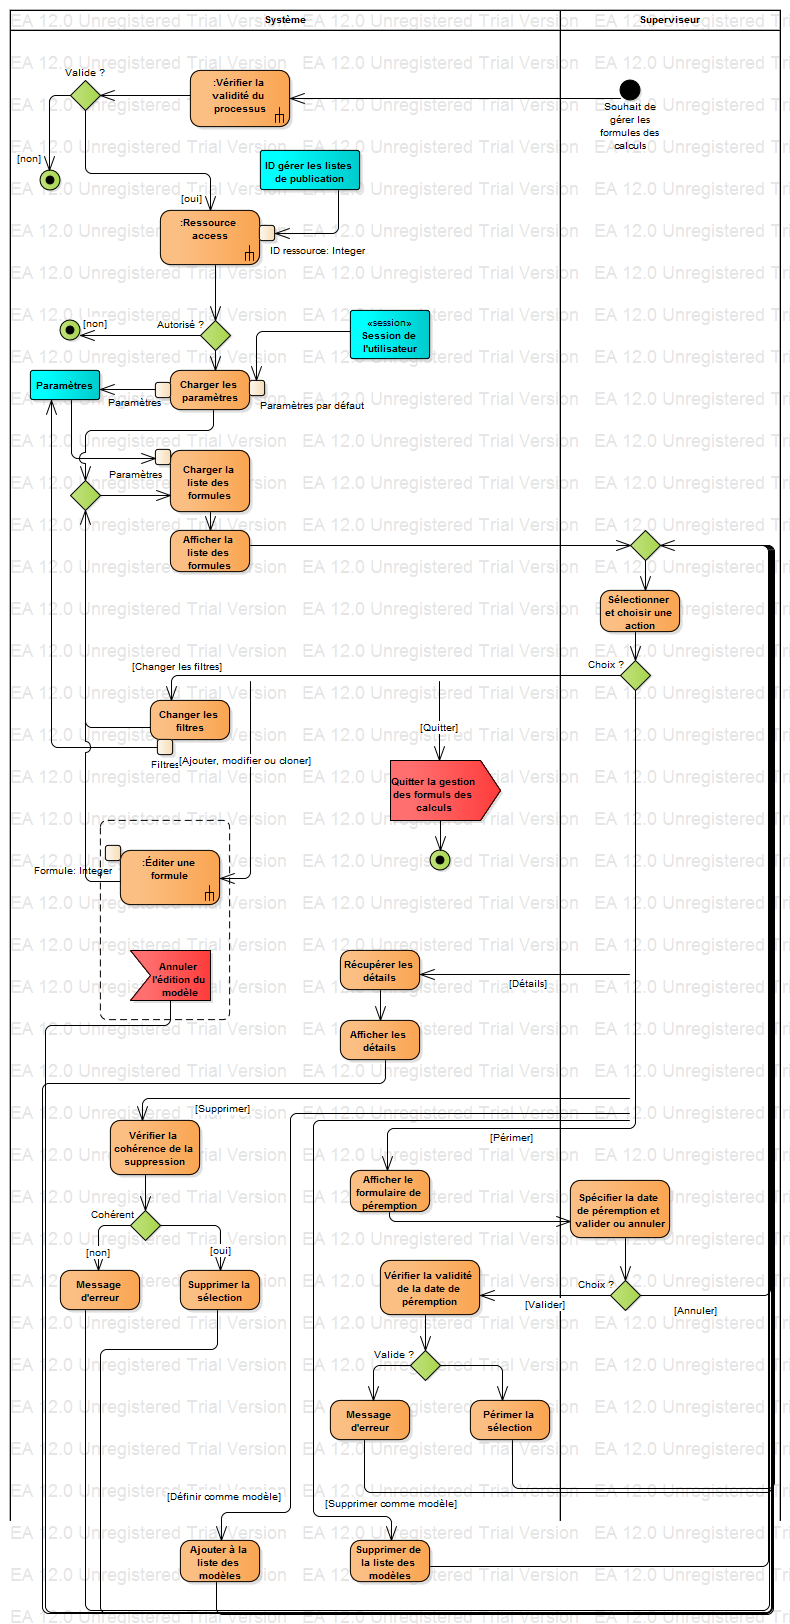 Système
Superviseur
EA 12.0 Unregistered Trial Version
Valide ?
:Vérifier la
validité du
processus
Souhait de
gérer les
formules des
calculs
[non]
ID gérer les listes
de publication
[oui]
:Ressource
access
ID ressource: Integer
[non]
Autorisé ?
«session»
Session de
l'utilisateur
Paramètres
Paramètres
Charger les
paramètres
Paramètres par défaut
Paramètres
Charger la
liste des
formules
Afficher la
liste des
formules
Sélectionner
et choisir une
action
Choix ?
[Changer les filtres]
Changer les
filtres
Filtres
[Ajouter, modifier ou cloner]
[Quitter]
Quitter la gestion
des formuls des
calculs
Formule: Integer
:Éditer une
formule
Annuler
l'édition du
modèle
Récupérer les
détails
[Détails]
Afficher les
détails
[Supprimer]
Vérifier la
cohérence de la
suppression
[Périmer]
Afficher le
formulaire de
péremption
Spécifier la date
de péremption et
valider ou annuler
Cohérent
[non]
[oui]
Message
d'erreur
Supprimer la
sélection
Vérifier la validité
de la date de
péremption
Choix ?
[Valider]
[Annuler]
Valide ?
Message
d'erreur
Périmer la
sélection
[Définir comme modèle]
[Supprimer comme modèle]
Ajouter à la
liste des
modèles
Supprimer de
la liste des
modèles